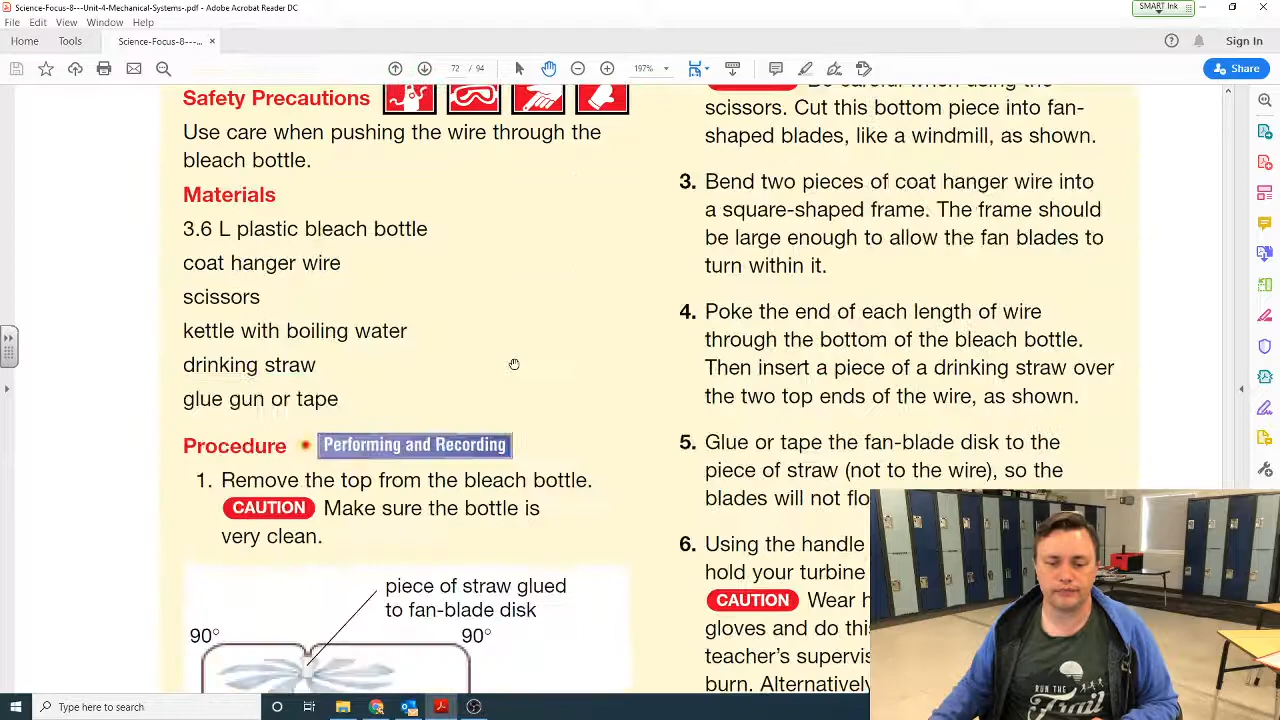 Science-Focus-8---Unit-4-Mechanical-Systems-.pdf - Adobe Acrobat Reader DC
SMART Ink
File Edit View Window Help
Home Tools Science-Focus-8---... × Sign In
72 / 94 197% Share
Safety Precautions
Use care when pushing the wire through the
bleach bottle.
Materials
3.6 L plastic bleach bottle
coat hanger wire
scissors
kettle with boiling water
drinking straw
glue gun or tape
Procedure Performing and Recording
1. Remove the top from the bleach bottle.
CAUTION Make sure the bottle is
very clean.
piece of straw glued
to fan-blade disk
90° 90°
Be careful when using the
scissors. Cut this bottom piece into fan-
shaped blades, like a windmill, as shown.
3. Bend two pieces of coat hanger wire into
a square-shaped frame. The frame should
be large enough to allow the fan blades to
turn within it.
4. Poke the end of each length of wire
through the bottom of the bleach bottle.
Then insert a piece of a drinking straw over
the two top ends of the wire, as shown.
5. Glue or tape the fan-blade disk to the
piece of straw (not to the wire), so the
blades will not flo
6. Using the handle
hold your turbine
CAUTION Wear h
gloves and do this
teacher's supervis
burn. Alternatively
RUN THE
Trail
Type here to search